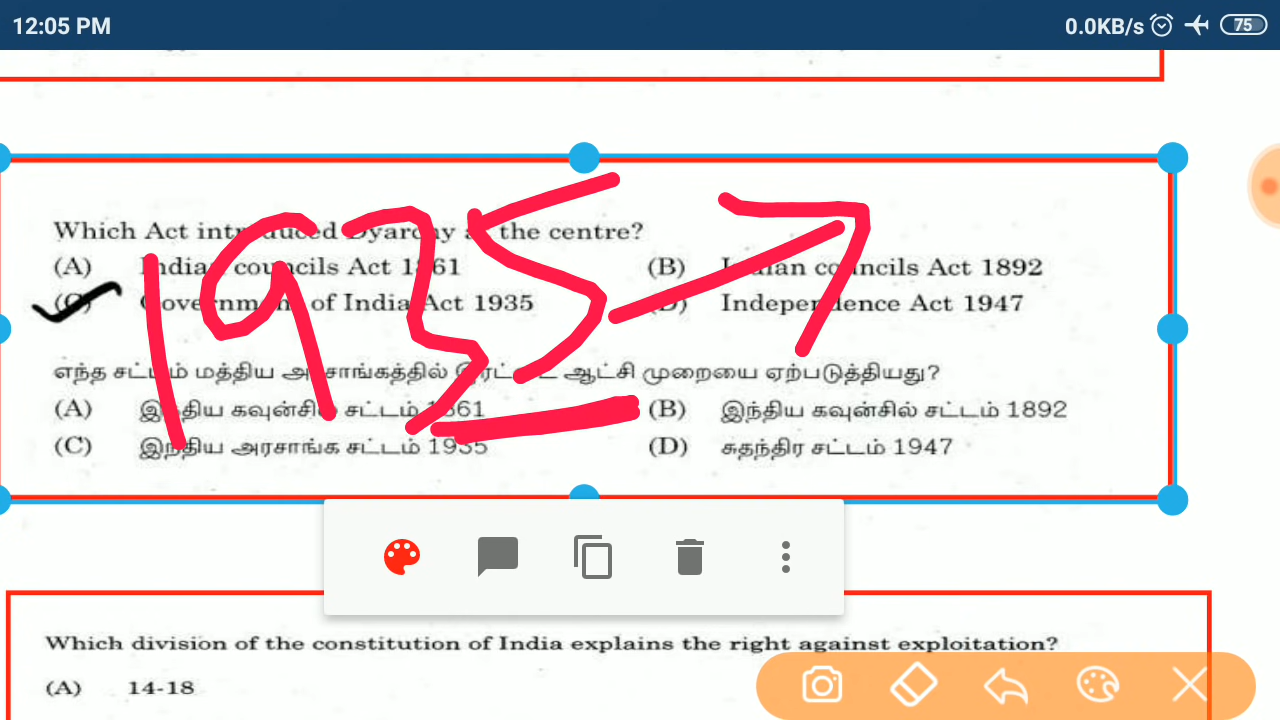 12:05 PM 0.0KB/s 75
Which Act introduced Dyarchy at the centre?
(A) Indian councils Act 1861 (B) Indian councils Act 1892
(C) Government of India Act 1935 (D) Independence Act 1947
1935
எந்த சட்டம் மத்திய அரசாங்கத்தில் இரட்டை ஆட்சி முறையை ஏற்படுத்தியது?
(A) இந்திய கவுன்சில் சட்டம் 1861 (B) இந்திய கவுன்சில் சட்டம் 1892
(C) இந்திய அரசாங்க சட்டம் 1935 (D) சுதந்திர சட்டம் 1947
Which division of the constitution of India explains the right against exploitation?
(A) 14-18